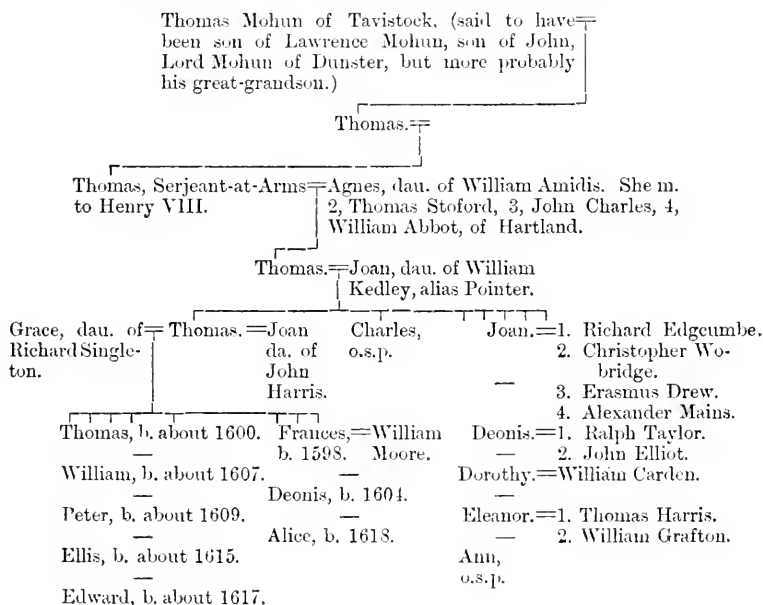 Thomas Mohun of Tavistock, (said to have
been son of Lawrence Mohun, son of John,
Lord Mohun of Dunster, but more probably
his great-grandson.)
Thomas.
Thomas, Serjeant-at-Arms=Agnes, dau. of William Amidis. She m.
to Henry VIII. 2, Thomas Stoford, 3, John Charles, 4,
William Abbot, of Hartland.
Thomas.=Joan, dau. of William
Kedley, alias Pointer.
Grace, dau. of=Thomas.=Joan Charles, Joan.=1. Richard Edgcumbe.
Richard Single- da. of o.s.p. 2. Christopher Wo-
ton. John — bridge.
Harris. 3. Erasmus Drew.
4. Alexander Mains.
Thomas, b. about 1600. Frances,=William Deonis.=1. Ralph Taylor.
— b. 1598. Moore. — 2. John Elliot.
William, b. about 1607. — Dorothy.=William Carden.
— Deonis, b. 1604. —
Peter, b. about 1609. — Eleanor.=1. Thomas Harris.
— Alice, b. 1618. — 2. William Grafton.
Ellis, b. about 1615. Ann,
— o.s.p.
Edward, b. about 1617.